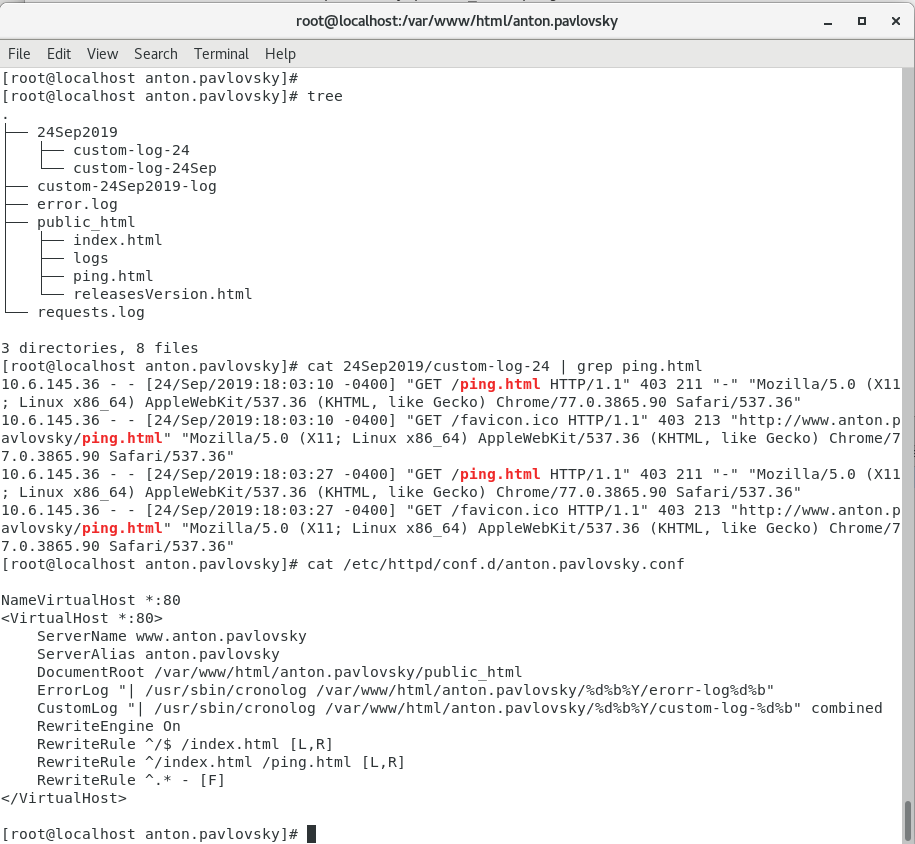 root@localhost:/var/www/html/anton.pavlovsky
File Edit View Search Terminal Help
[root@localhost anton.pavlovsky]#
[root@localhost anton.pavlovsky]# tree
.
├── 24Sep2019
│   ├── custom-log-24
│   └── custom-log-24Sep
├── custom-24Sep2019-log
├── error.log
├── public_html
│   ├── index.html
│   ├── logs
│   ├── ping.html
│   └── releasesVersion.html
└── requests.log
3 directories, 8 files
[root@localhost anton.pavlovsky]# cat 24Sep2019/custom-log-24 | grep ping.html
10.6.145.36 - - [24/Sep/2019:18:03:10 -0400] "GET /ping.html HTTP/1.1" 403 211 "-" "Mozilla/5.0 (X11
; Linux x86_64) AppleWebKit/537.36 (KHTML, like Gecko) Chrome/77.0.3865.90 Safari/537.36"
10.6.145.36 - - [24/Sep/2019:18:03:10 -0400] "GET /favicon.ico HTTP/1.1" 403 213 "http://www.anton.p
avlovsky/ping.html" "Mozilla/5.0 (X11; Linux x86_64) AppleWebKit/537.36 (KHTML, like Gecko) Chrome/7
7.0.3865.90 Safari/537.36"
10.6.145.36 - - [24/Sep/2019:18:03:27 -0400] "GET /ping.html HTTP/1.1" 403 211 "-" "Mozilla/5.0 (X11
; Linux x86_64) AppleWebKit/537.36 (KHTML, like Gecko) Chrome/77.0.3865.90 Safari/537.36"
10.6.145.36 - - [24/Sep/2019:18:03:27 -0400] "GET /favicon.ico HTTP/1.1" 403 213 "http://www.anton.p
avlovsky/ping.html" "Mozilla/5.0 (X11; Linux x86_64) AppleWebKit/537.36 (KHTML, like Gecko) Chrome/7
7.0.3865.90 Safari/537.36"
[root@localhost anton.pavlovsky]# cat /etc/httpd/conf.d/anton.pavlovsky.conf
NameVirtualHost *:80
<VirtualHost *:80>
    ServerName www.anton.pavlovsky
    ServerAlias anton.pavlovsky
    DocumentRoot /var/www/html/anton.pavlovsky/public_html
    ErrorLog "| /usr/sbin/cronolog /var/www/html/anton.pavlovsky/%d%b%Y/erorr-log%d%b"
    CustomLog "| /usr/sbin/cronolog /var/www/html/anton.pavlovsky/%d%b%Y/custom-log-%d%b" combined
    RewriteEngine On
    RewriteRule ^/$ /index.html [L,R]
    RewriteRule ^/index.html /ping.html [L,R]
    RewriteRule ^.* - [F]
</VirtualHost>
[root@localhost anton.pavlovsky]#